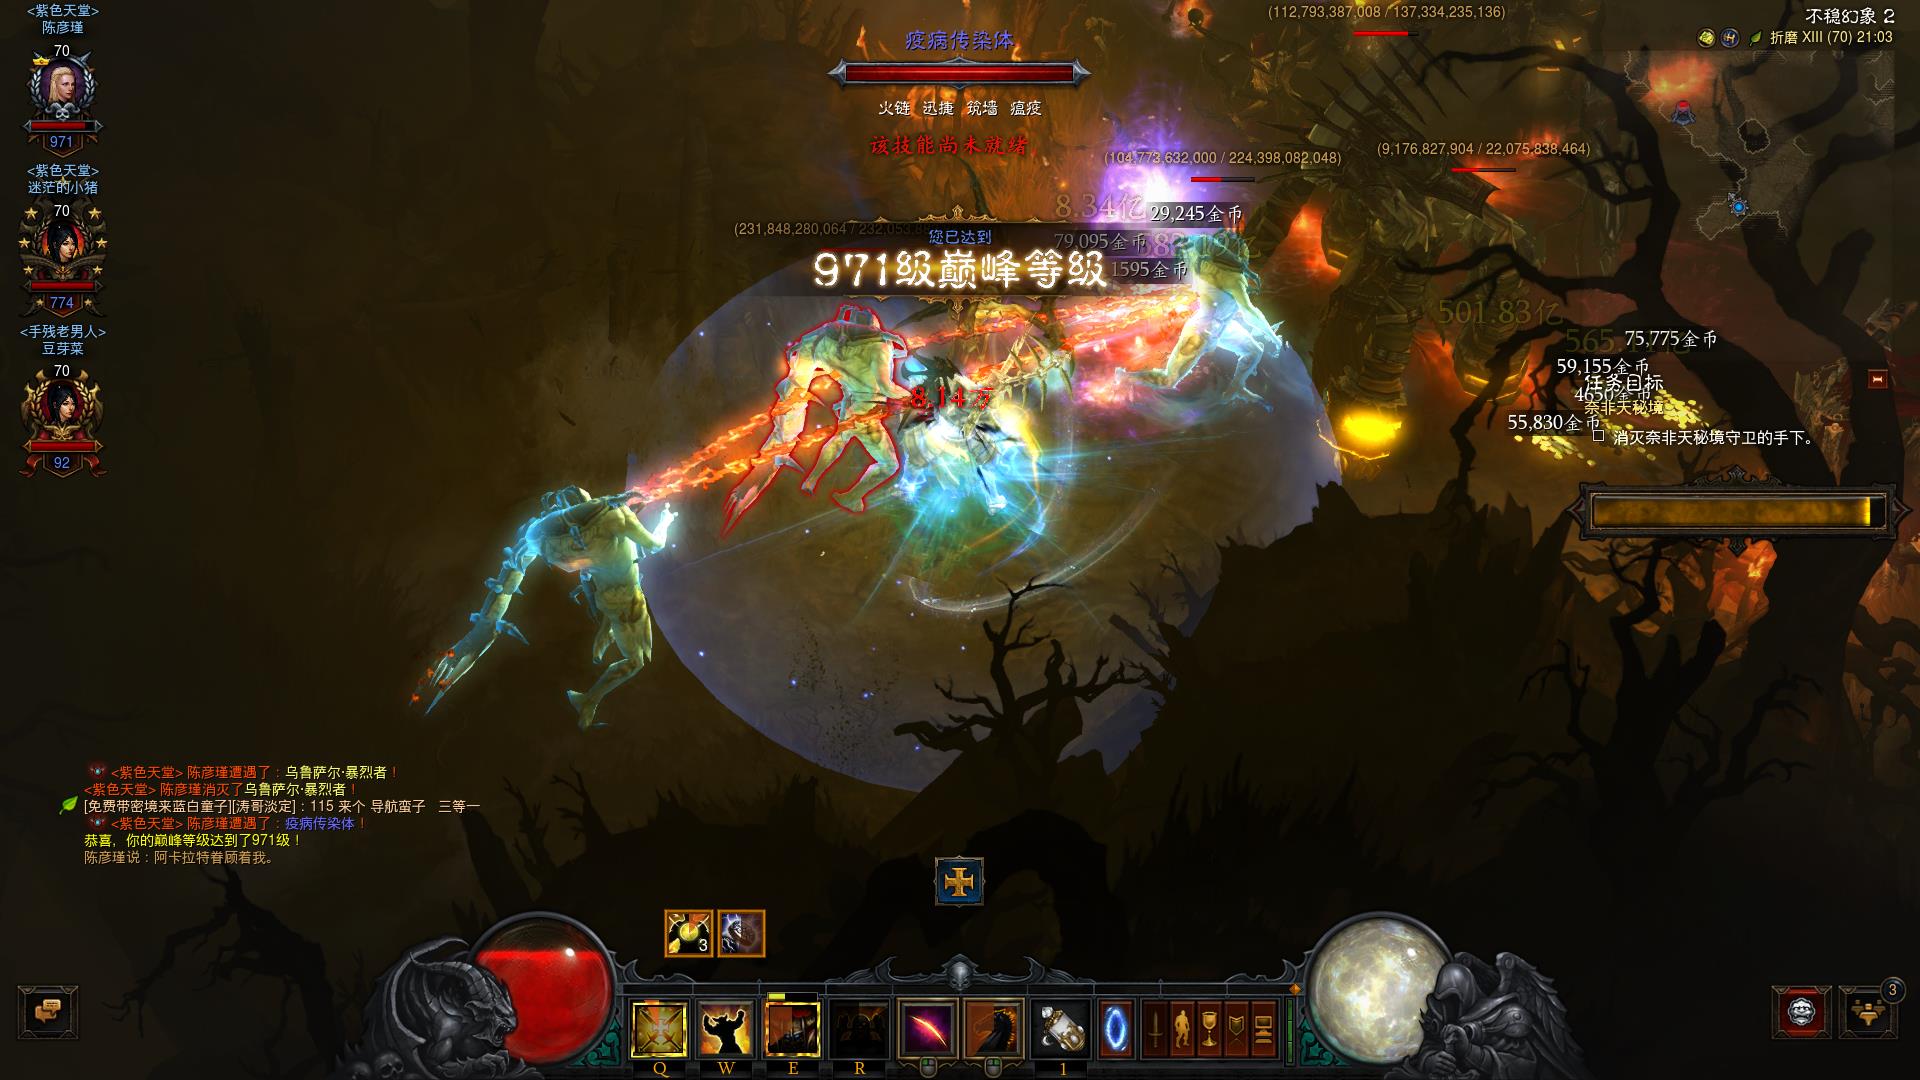 <紫色天堂>
陈彦瑾
70
971
<紫色天堂>
迷茫的小猪
70
774
<手残老男人>
豆芽菜
70
92
疫病传染体
火链 迅捷 筑墙 瘟疫
该技能尚未就绪
(112,793,387,008 / 137,334,235,136)
不稳幻象 2
折磨 XIII (70) 21:03
(104,773,632,000 / 224,398,082,048)
(9,176,827,904 / 22,075,838,464)
8.34亿
29,245金币
(231,848,280,064 /
您已达到
79,095金币
971级巅峰等级
1595金币
501.83亿
75,775金币
59,155金币
任务目标
4650金币
奈非天秘境
55,830金币
消灭奈非天秘境守卫的手下。
8.14万
<紫色天堂> 陈彦瑾遭遇了：乌鲁萨尔·暴烈者！
<紫色天堂> 陈彦瑾消灭了乌鲁萨尔·暴烈者！
[免费带密境来蓝白童子][涛哥淡定]：115 来个 导航蛮子 三等一
<紫色天堂> 陈彦瑾遭遇了：疫病传染体！
恭喜，你的巅峰等级达到了971级！
陈彦瑾说：阿卡拉特眷顾着我。
3
3
Q W E R 1